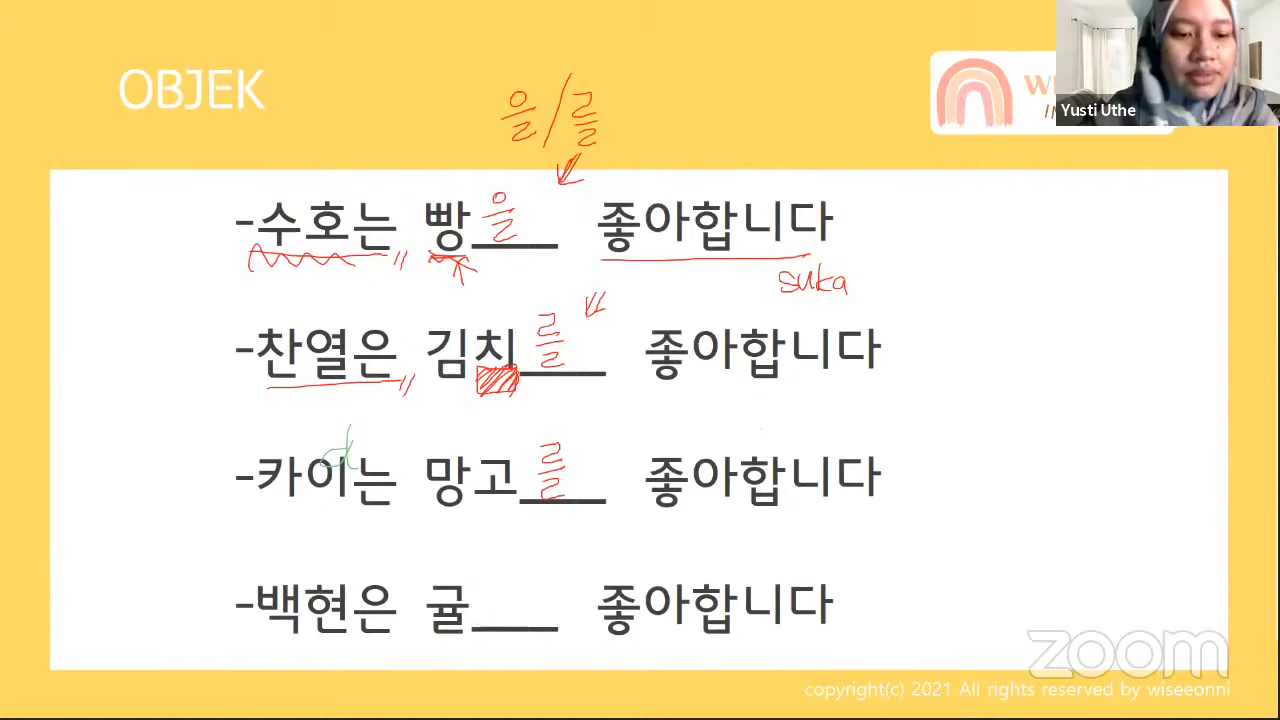 OBJEK
을/를
W
Yusti Uthe
-수호는 빵을___ 좋아합니다
suka
-찬열은 김치를___ 좋아합니다
d
-카이는 망고를___ 좋아합니다
-백현은 귤___ 좋아합니다
zoom
copyright(c) 2021 All rights reserved by wiseeonni